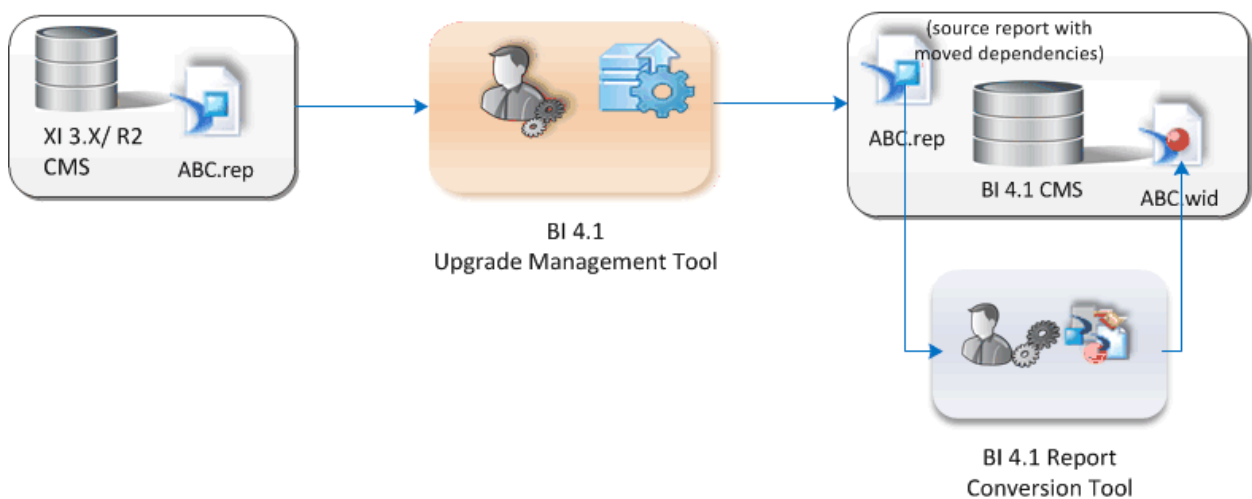 XI 3.X/ R2
CMS
ABC.rep
BI 4.1
Upgrade Management Tool
(source report with
moved dependencies)
ABC.rep
BI 4.1 CMS
ABC.wid
BI 4.1 Report
Conversion Tool